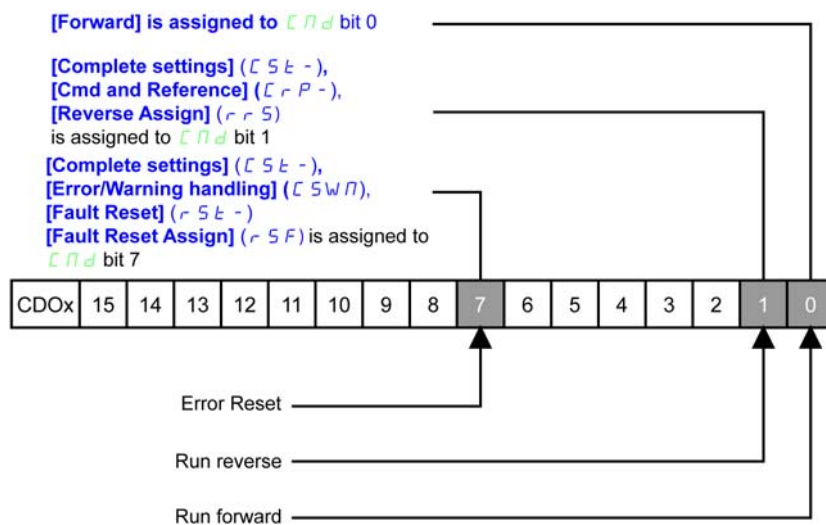 [Forward] is assigned to CMd bit 0
[Complete settings] (CSt-),
[Cmd and Reference] (CrP-),
[Reverse Assign] (rrS)
is assigned to CMd bit 1
[Complete settings] (CSt-),
[Error/Warning handling] (CSWM),
[Fault Reset] (rSt-)
[Fault Reset Assign] (rSF) is assigned to
CMd bit 7
CDOx 15 14 13 12 11 10 9 8 7 6 5 4 3 2 1 0
Error Reset
Run reverse
Run forward